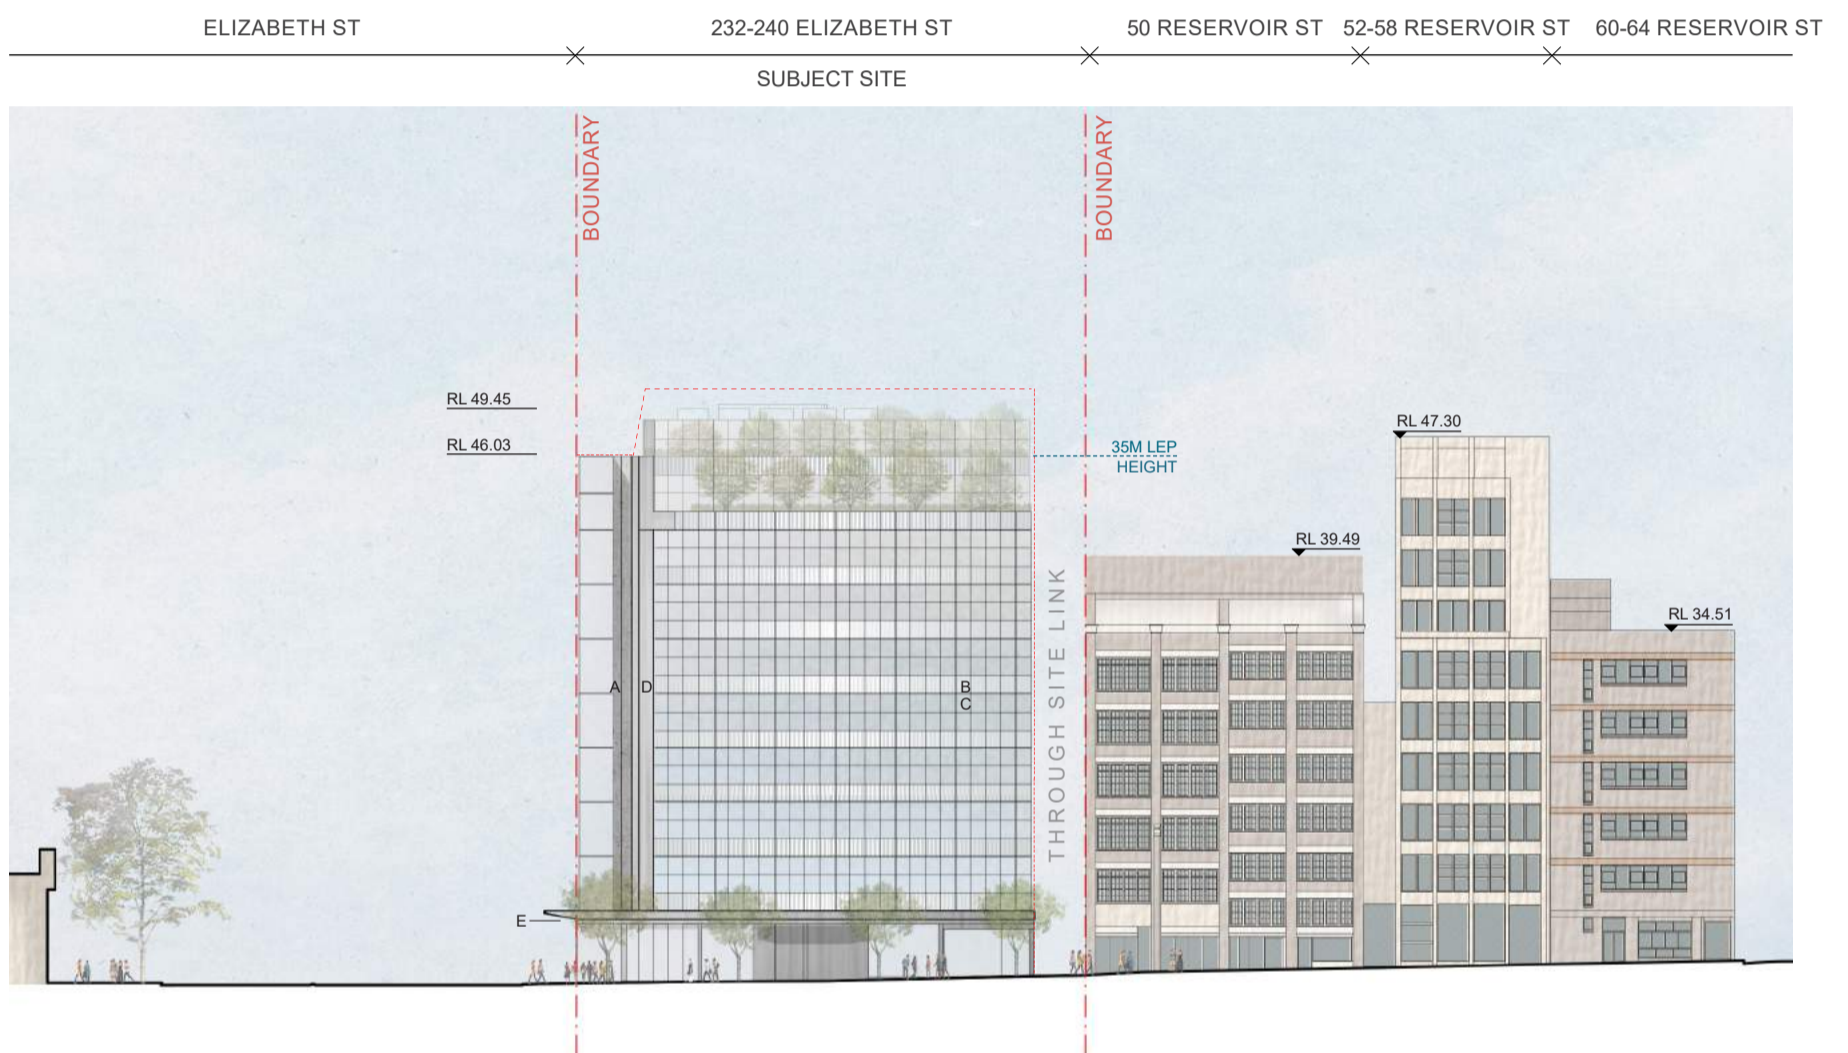 ELIZABETH ST
232-240 ELIZABETH ST
50 RESERVOIR ST
52-58 RESERVOIR ST
60-64 RESERVOIR ST
SUBJECT SITE
BOUNDARY
BOUNDARY
RL 49.45
RL 46.03
35M LEP
HEIGHT
RL 47.30
RL 39.49
RL 34.51
THROUGH SITE LINK
A
D
B
C
E